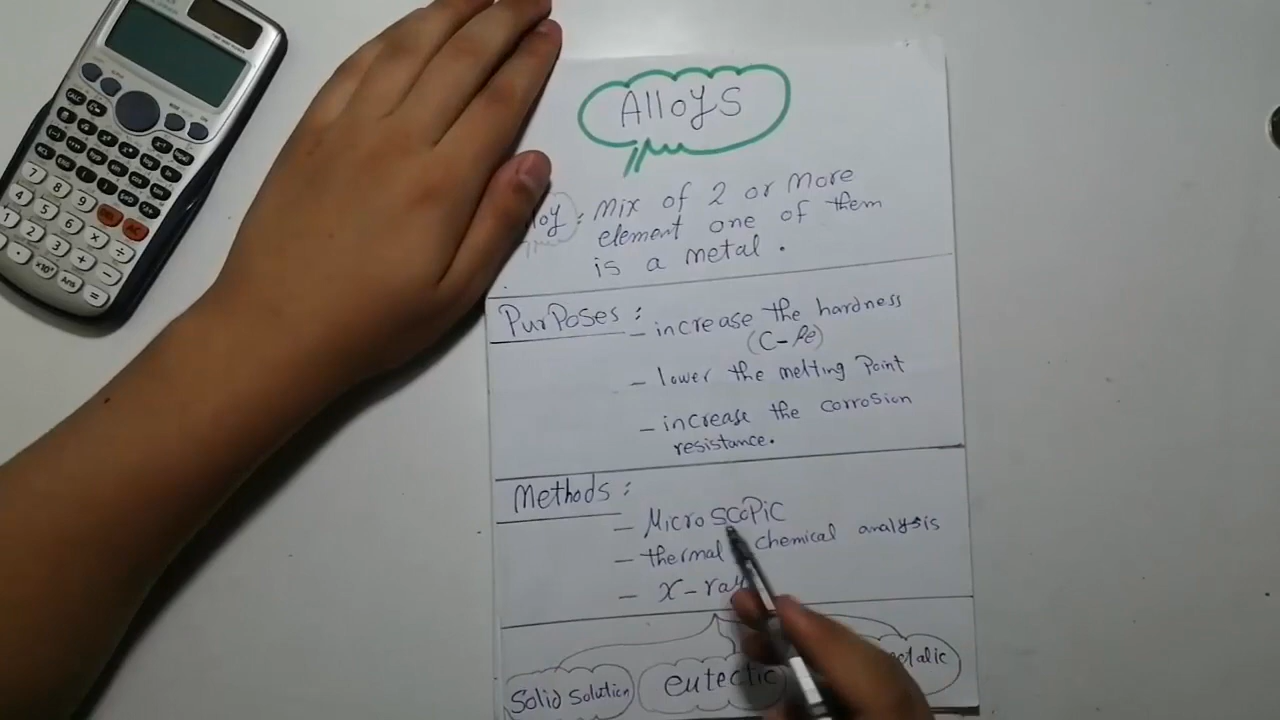 Alloys
: Mix of 2 or More
element one of them
is a metal.
PurPoses :
- increase the hardness
(C-Fe)
- lower the melting Point
- increase the corrosion
resistance.
Methods :
- MicroscoPic
- thermal chemical analysis
- X-ray
Solid Solution
eutectic